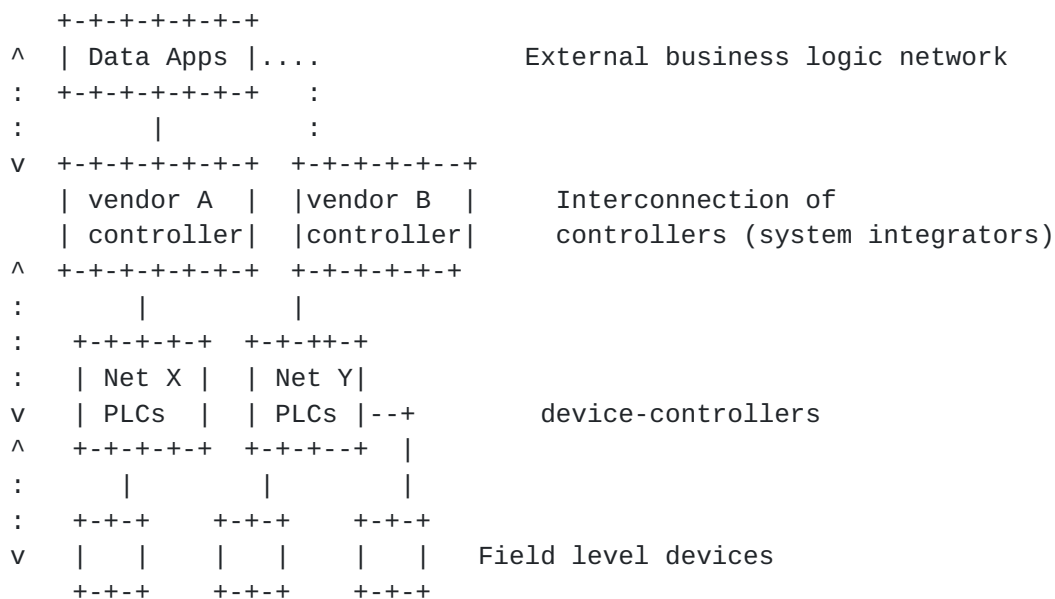 +-+-+-+-+-+-+
^  | Data Apps |....            External business logic network
:  +-+-+-+-+-+-+   :
:        |         :
v  +-+-+-+-+-+-+  +-+-+-+-+--+
   | vendor A  |  |vendor B  |     Interconnection of
   | controller|  |controller|     controllers (system integrators)
^  +-+-+-+-+-+-+  +-+-+-+-+-+
:       |         |
:   +-+-+-+-+  +-+-++-+
:   | Net X |  | Net Y|
v   | PLCs  |  | PLCs |--+        device-controllers
^   +-+-+-+-+  +-+-+--+  |
:      |        |        |
:   +-+-+    +-+-+    +-+-+
v   |   |    |   |    |   |   Field level devices
    +-+-+    +-+-+    +-+-+